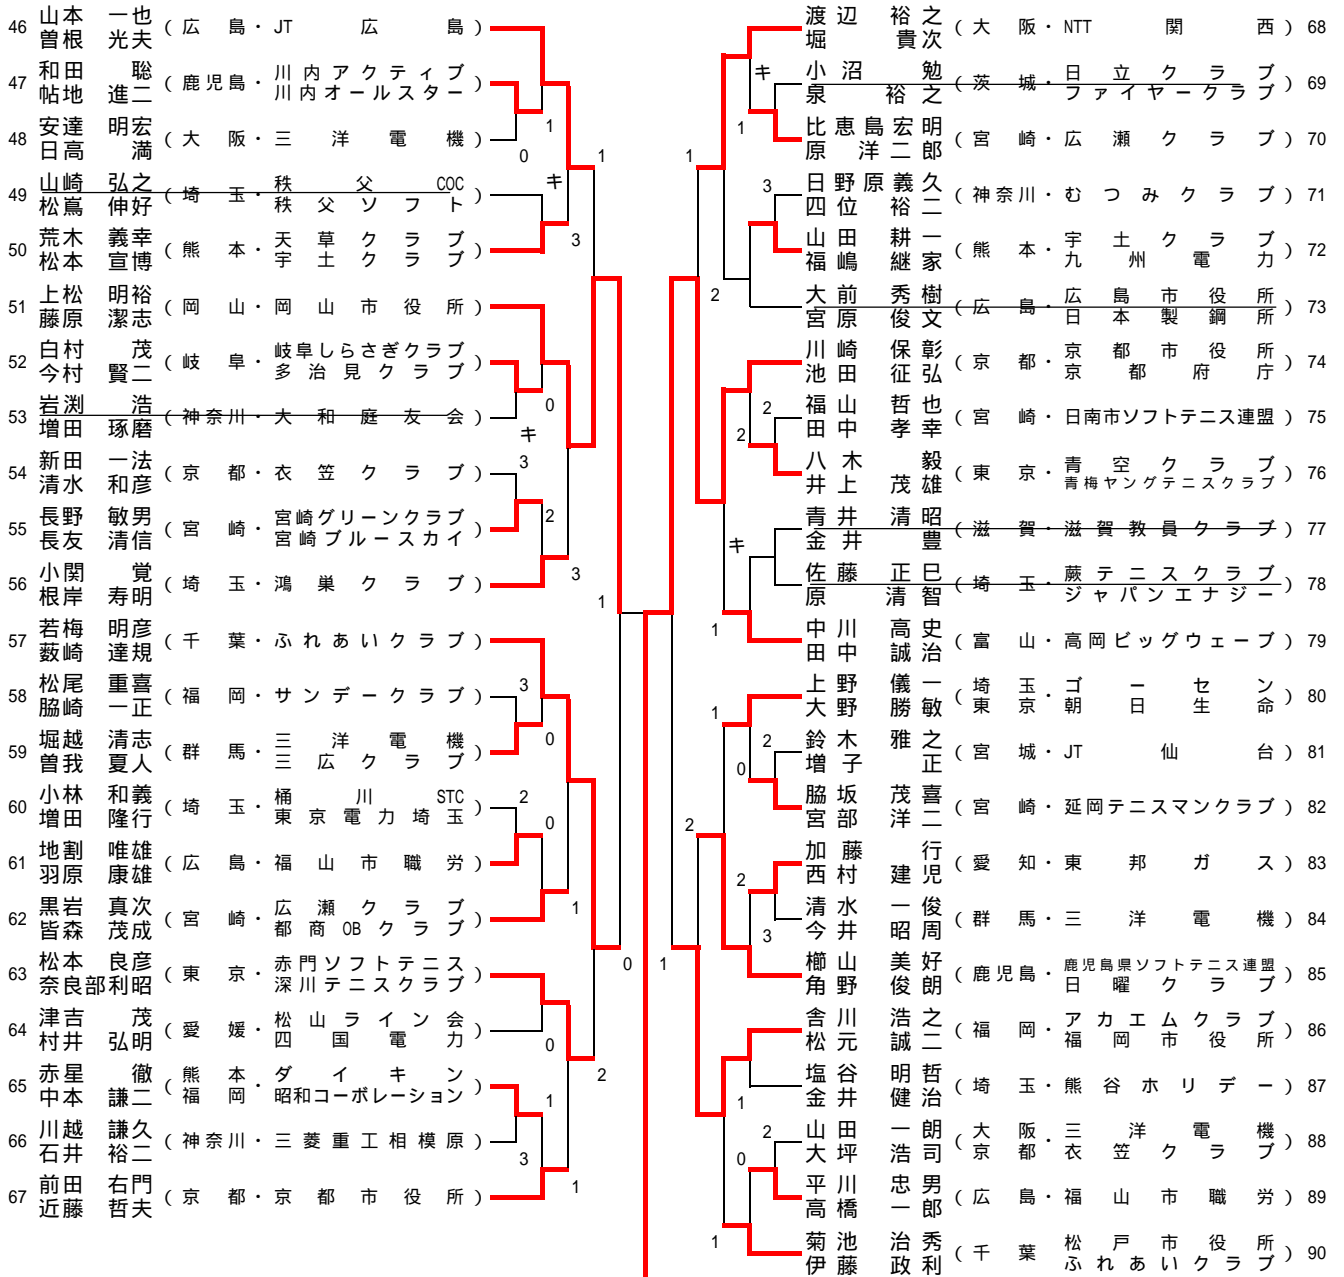 46 山本 一也 曽根 光夫 (広島・JT広島)
47 和田 聡 帖地 進二 (鹿児島・川内アクティブ 川内オールスター)
48 安達 明宏 日高 満 (大阪・三洋電機)
49 山崎 弘之 松嶌 伸好 (埼玉・秩父COC 秩父ソフト)
50 荒木 義幸 松本 宣博 (熊本・天草クラブ 宇土クラブ)
51 上松 明裕 藤原 潔志 (岡山・岡山市役所)
52 白村 茂 今村 賢二 (岐阜・岐阜しらさぎクラブ 多治見クラブ)
53 岩渕 浩 増田 琢磨 (神奈川・大和庭友会)
54 新田 一法 清水 和彦 (京都・衣笠クラブ)
55 長野 敏男 長友 清信 (宮崎・宮崎グリーンクラブ 宮崎ブルースカイ)
56 小関 覚 根岸 寿明 (埼玉・鴻巣クラブ)
57 若梅 明彦 薮崎 達規 (千葉・ふれあいクラブ)
58 松尾 重喜 脇崎 一正 (福岡・サンデークラブ)
59 堀越 清志 曽我 夏人 (群馬・三洋電機 三広クラブ)
60 小林 和義 増田 隆行 (埼玉・桶川STC 東京電力埼玉)
61 地割 唯雄 羽原 康雄 (広島・福山市職労)
62 黒岩 真次 皆森 茂成 (宮崎・広瀬クラブ 都商OBクラブ)
63 松本 良彦 奈良部利昭 (東京・赤門ソフトテニス 深川テニスクラブ)
64 津吉 茂 村井 弘明 (愛媛・松山ライン会 四国電力)
65 赤星 徹 中本 謙二 (熊本 福岡・ダイキン 昭和コーポレーション)
66 川越 謙久 石井 裕二 (神奈川・三菱重工相模原)
67 前田 右門 近藤 哲夫 (京都・京都市役所)
1
0
キ
1
3
0
キ
3
2
3
1
3
0
2
0
1
0
0
1
3
2
1
渡辺 裕之 堀 貴次 (大阪・NTT関西) 68
小沼 勉 泉 裕之 (茨城・日立クラブ ファイヤークラブ) 69
比恵島宏明 原 洋二郎 (宮崎・広瀬クラブ) 70
日野原義久 四位 裕二 (神奈川・むつみクラブ) 71
山田 耕一 福嶋 継家 (熊本・宇土クラブ 九州電力) 72
大前 秀樹 宮原 俊文 (広島・広島市役所 日本製鋼所) 73
川崎 保彰 池田 征弘 (京都・京都市役所 京都府庁) 74
福山 哲也 田中 孝幸 (宮崎・日南市ソフトテニス連盟) 75
八木 毅 井上 茂雄 (東京・青空クラブ 青梅ヤングテニスクラブ) 76
青井 清昭 金井 豊 (滋賀・滋賀教員クラブ) 77
佐藤 正巳 原 清智 (埼玉・蕨テニスクラブ ジャパンエナジー) 78
中川 高史 田中 誠治 (富山・高岡ビッグウェーブ) 79
上野 儀一 大野 勝敏 (埼玉 東京・ゴーセン 朝日生命) 80
鈴木 雅之 増子 正 (宮城・JT仙台) 81
脇坂 茂喜 宮部 洋二 (宮崎・延岡テニスマンクラブ) 82
加藤 行 西村 建児 (愛知・東邦ガス) 83
清水 一俊 今井 昭周 (群馬・三洋電機) 84
櫛山 美好 角野 俊朗 (鹿児島・鹿児島県ソフトテニス連盟 日曜クラブ) 85
舎川 浩之 松元 誠二 (福岡・アカエムクラブ 福岡市役所) 86
塩谷 明哲 金井 健治 (埼玉・熊谷ホリデー) 87
山田 一朗 大坪 浩司 (大阪 京都・三洋電機 衣笠クラブ) 88
平川 忠男 高橋 一郎 (広島・福山市職労) 89
菊池 治秀 伊藤 政利 (千葉 松戸市役所 ふれあいクラブ) 90
キ
1
1
3
2
2
2
キ
1
1
2
0
2
2
3
1
1
2
0
1